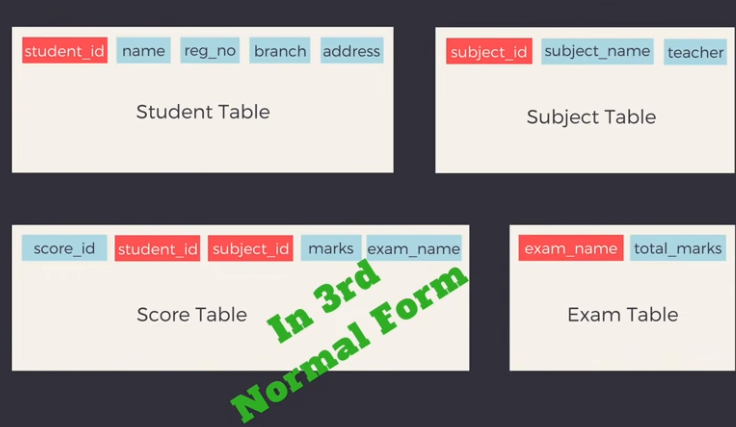 student_id name reg_no branch address
Student Table
subject_id subject_name teacher
Subject Table
score_id student_id subject_id marks exam_name
Score Table
In 3rd
Normal Form
exam_name total_marks
Exam Table